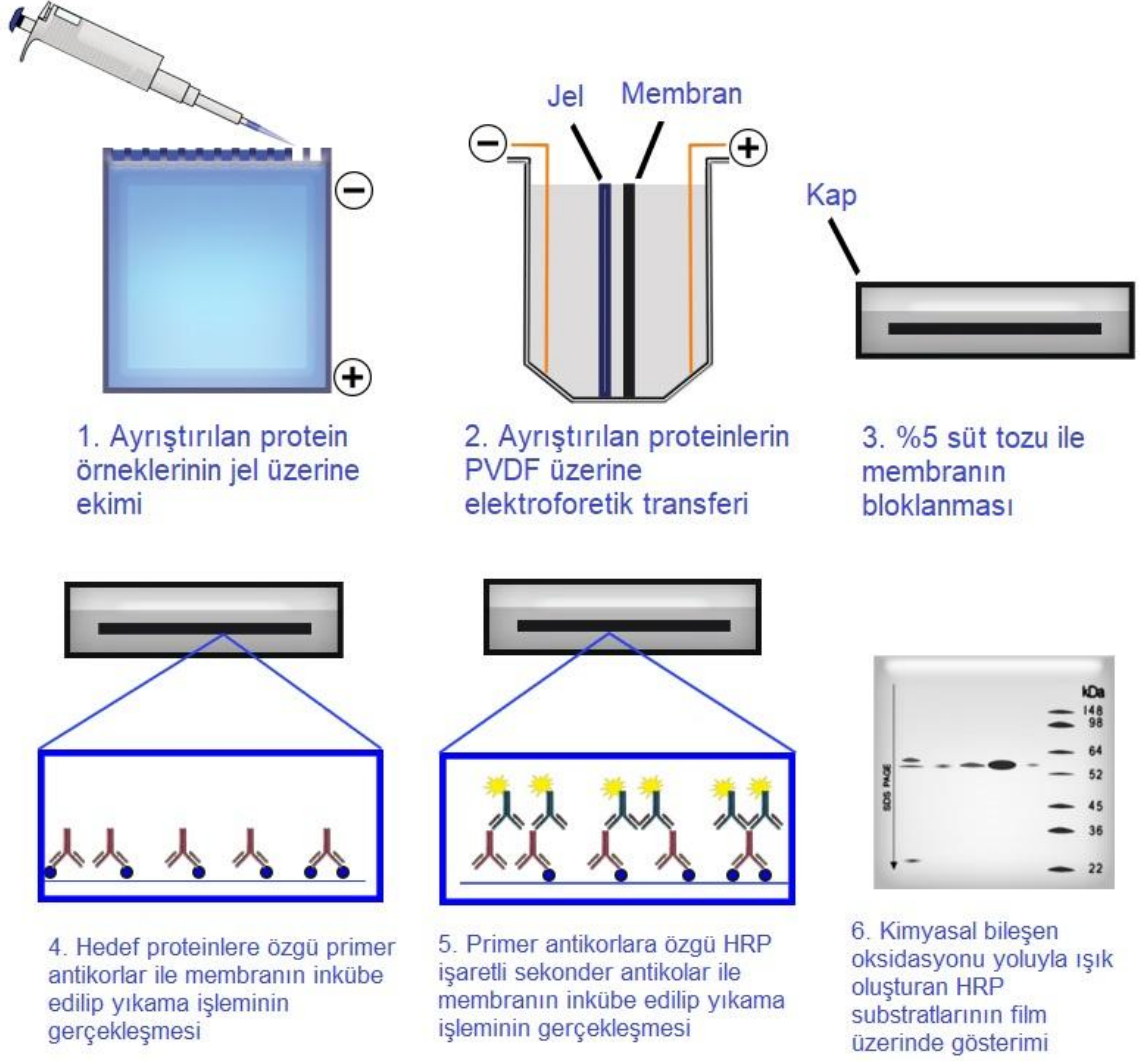 Jel
Membran
Kap
1. Ayrıştırılan protein
örneklerinin jel üzerine
ekimi
2. Ayrıştırılan proteinlerin
PVDF üzerine
elektroforetik transferi
3. %5 süt tozu ile
membranın
bloklanması
4. Hedef proteinlere özgü primer
antikorlar ile membranın inkübe
edilip yıkama işleminin
gerçekleşmesi
5. Primer antikorlara özgü HRP
işaretli sekonder antikolar ile
membranın inkübe edilip yıkama
işleminin gerçekleşmesi
SDS PAGE
kDa
148
98
64
52
45
36
22
6. Kimyasal bileşen
oksidasyonu yoluyla ışık
oluşturan HRP
substratlarının film
üzerinde gösterimi